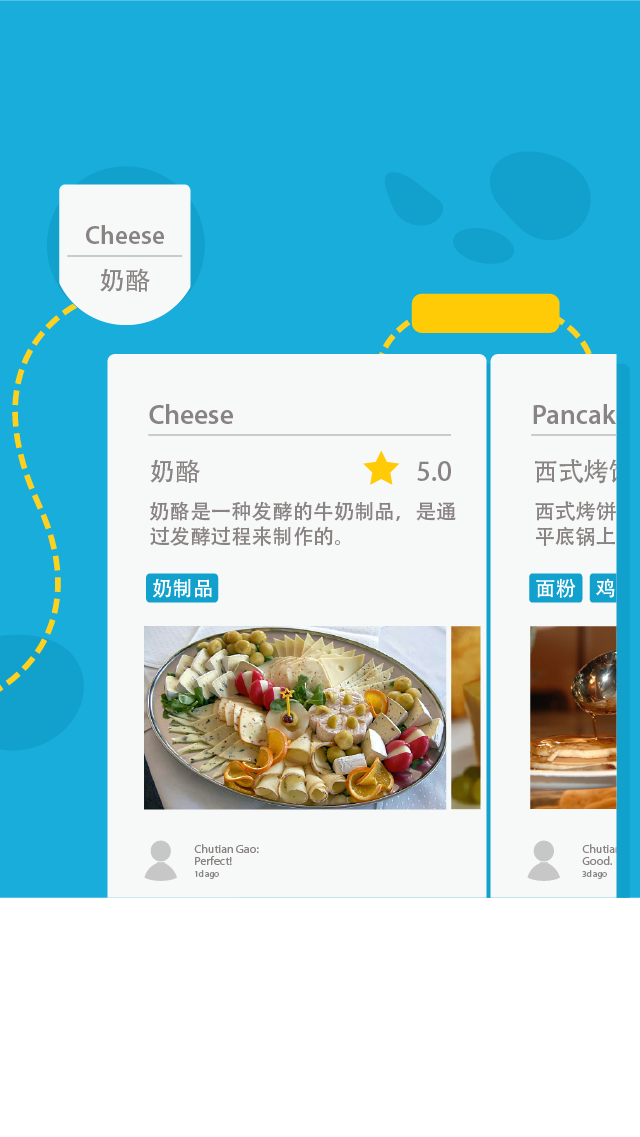 Cheese
奶酪
Cheese
奶酪
5.0
奶酪是一种发酵的牛奶制品，是通
过发酵过程来制作的。
奶制品
Chutian Gao:
Perfect!
1d ago
Pancak
西式烤
西式烤饼
平底锅上
面粉
鸡
Chutia
Good.
3d ago